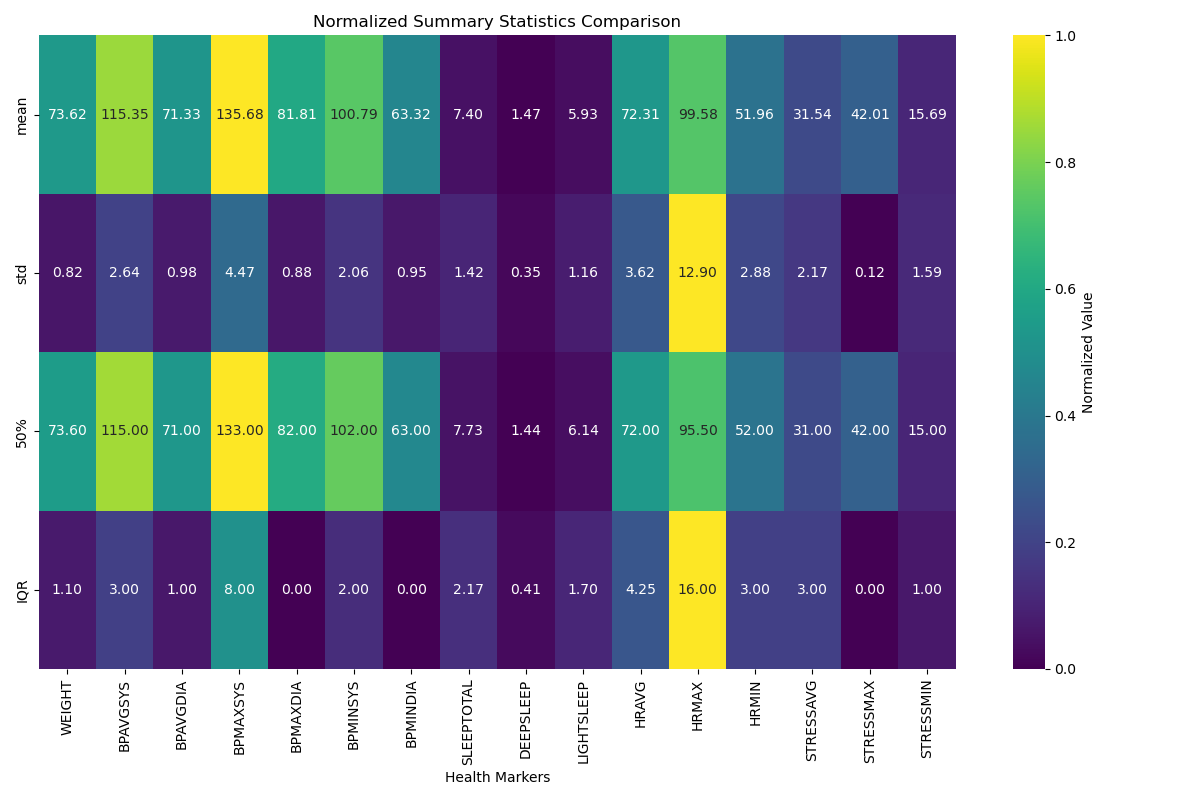 Normalized Summary Statistics Comparison
mean 73.62 115.35 71.33 135.68 81.81 100.79 63.32 7.40 1.47 5.93 72.31 99.58 51.96 31.54 42.01 15.69
std 0.82 2.64 0.98 4.47 0.88 2.06 0.95 1.42 0.35 1.16 3.62 12.90 2.88 2.17 0.12 1.59
50% 73.60 115.00 71.00 133.00 82.00 102.00 63.00 7.73 1.44 6.14 72.00 95.50 52.00 31.00 42.00 15.00
IQR 1.10 3.00 1.00 8.00 0.00 2.00 0.00 2.17 0.41 1.70 4.25 16.00 3.00 3.00 0.00 1.00
WEIGHT BPAVGSYS BPAVGDIA BPMAXSYS BPMAXDIA BPMINSYS BPMINDIA SLEEPTOTAL DEEPSLEEP LIGHTSLEEP HRAVG HRMAX HRMIN STRESSAVG STRESSMAX STRESSMIN
Health Markers
1.0
0.8
0.6
0.4
0.2
0.0
Normalized Value